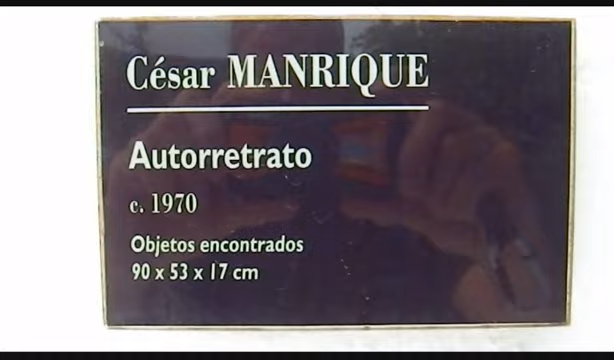 César MANRIQUE
Autorretrato
c. 1970
Objetos encontrados
90 x 53 x 17 cm